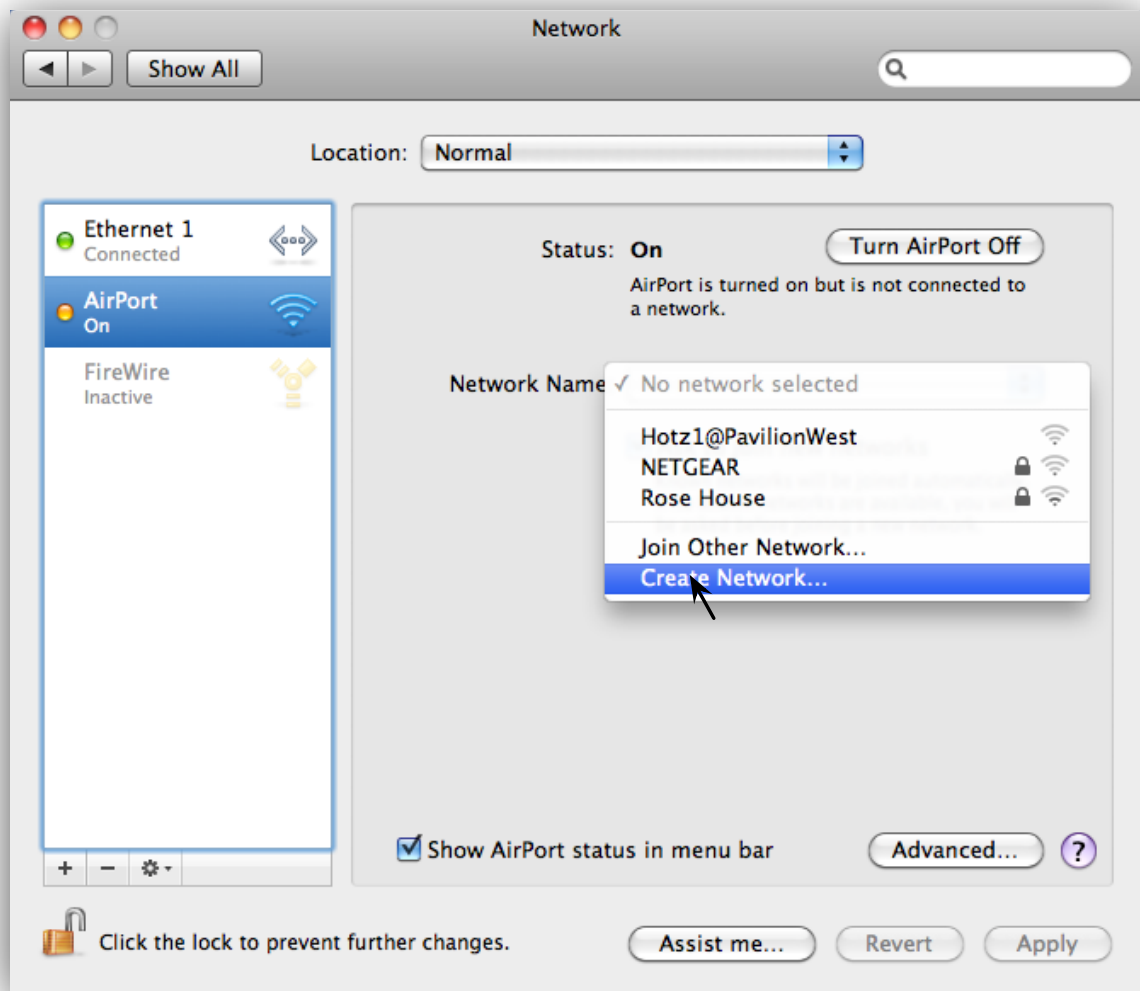 Network
Show All
Location: Normal
Ethernet 1
Connected
AirPort
On
FireWire
Inactive
Status: On
Turn AirPort Off
AirPort is turned on but is not connected to
a network.
Network Name
✓ No network selected
Hotz1@PavilionWest
NETGEAR
Rose House
Join Other Network...
Create Network...
Show AirPort status in menu bar
Advanced...
?
Click the lock to prevent further changes.
Assist me...
Revert
Apply